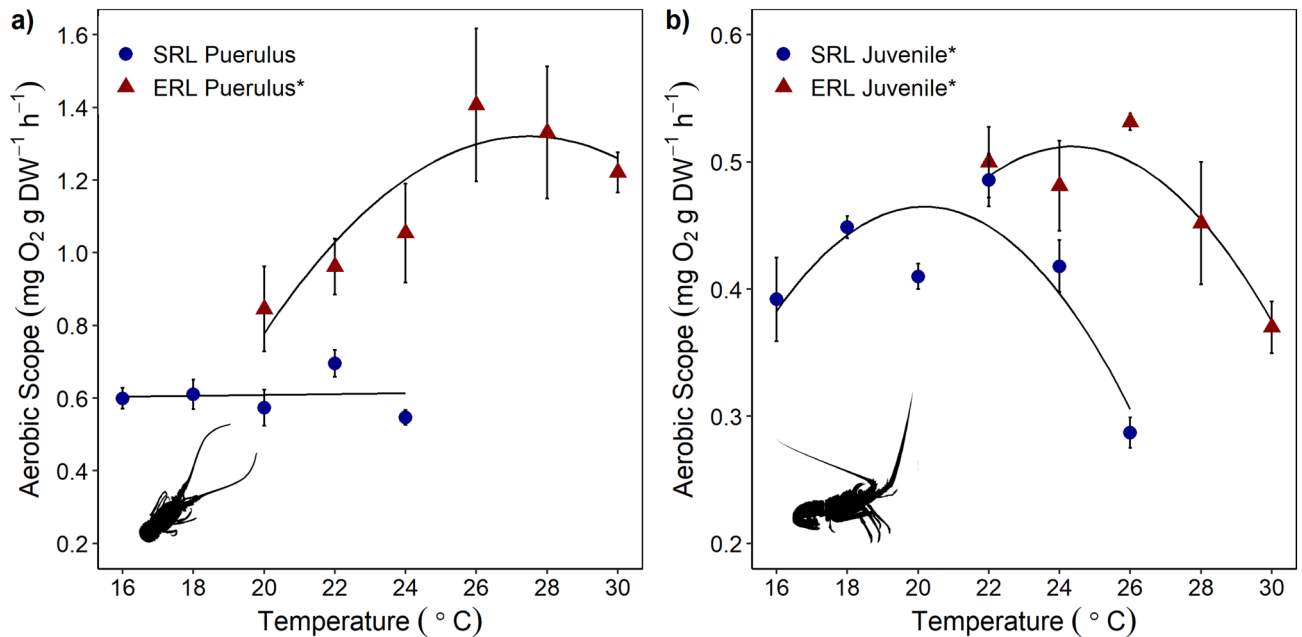 a)
SRL Puerulus
ERL Puerulus*
Aerobic Scope (mg O₂ g DW⁻¹ h⁻¹)
1.6
1.4
1.2
1.0
0.8
0.6
0.4
0.2
16 18 20 22 24 26 28 30
Temperature (° C)
b)
SRL Juvenile*
ERL Juvenile*
Aerobic Scope (mg O₂ g DW⁻¹ h⁻¹)
0.6
0.5
0.4
0.3
0.2
16 18 20 22 24 26 28 30
Temperature (° C)